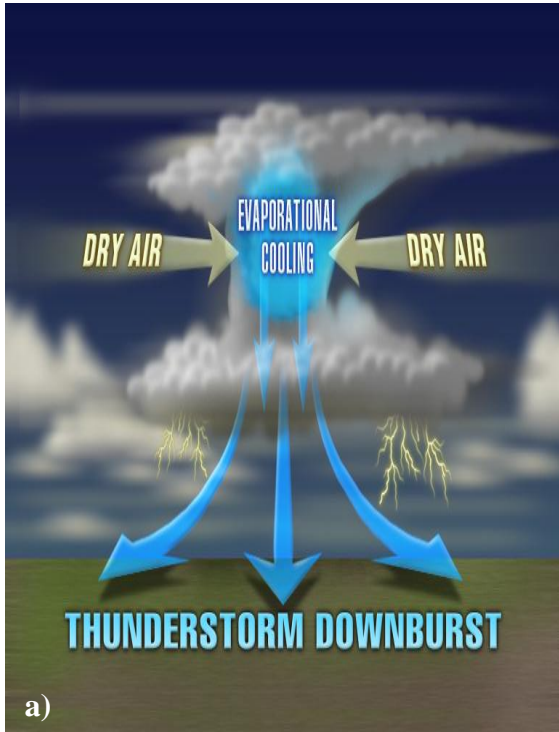 EVAPORATIONAL
COOLING
DRY AIR
DRY AIR
THUNDERSTORM DOWNBURST
a)